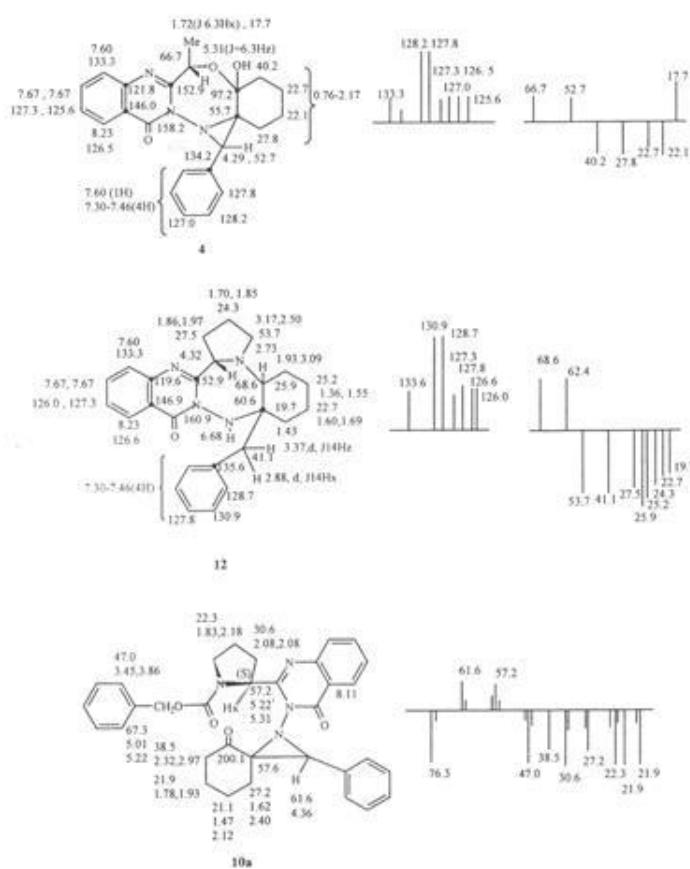 1.72(J 6.3Hx) , 17.7
Me
5.31(J=6.3Hz)
7.60
133.3
66.7
O
OH
40.2
N
H
7.67 , 7.67
127.3 , 125.6
121.8
152.9
97.2
22.7
0.76-2.17
146.0
N
55.7
22.1
8.23
126.5
O
158.2
N
27.8
134.2
H
4.29 , 52.7
7.60 (1H)
7.30-7.46(4H)
127.8
127.0
128.2
4
128.2
127.8
133.3
127.3
126. 5
127.0
125.6
66.7
52.7
17.7
40.2
27.8
22.7
22.1
1.70, 1.85
24.3
1.86,1.97
27.5
3.17,2.50
53.7
2.73
7.60
133.3
4.32
N
H
1.93,3.09
N
H
7.67, 7.67
126.0 , 127.3
119.6
152.9
68.6
25.9
25.2
1.36, 1.55
146.9
N
60.6
22.7
1.60,1.69
8.23
126.6
O
160.9
N
H
19.7
6.68
1.43
H 3.37,d, J14Hz
41.1
135.6
H 2.88, d, J14Hx
7.30-7.46(4H)
128.7
127.8
130.9
12
130.9
128.7
127.3
133.6
127.8
126.6
126.0
68.6
62.4
53.7
41.1
27.5
25.9
25.2
24.3
22.7
22.3
1.83,2.18
30.6
2.08,2.08
47.0
3.45,3.86
(S)
N
N
57.2
8.11
CH₂
O
O
Hx
5.22'
5.31
N
O
67.3
5.01
5.22
38.5
2.32,2.97
O
200.1
N
57.6
21.9
1.78,1.93
H
27.2
1.62
2.40
61.6
4.36
21.1
1.47
2.12
10a
61.6
57.2
76.3
47.0
38.5
30.6
27.2
22.3
21.9
21.9